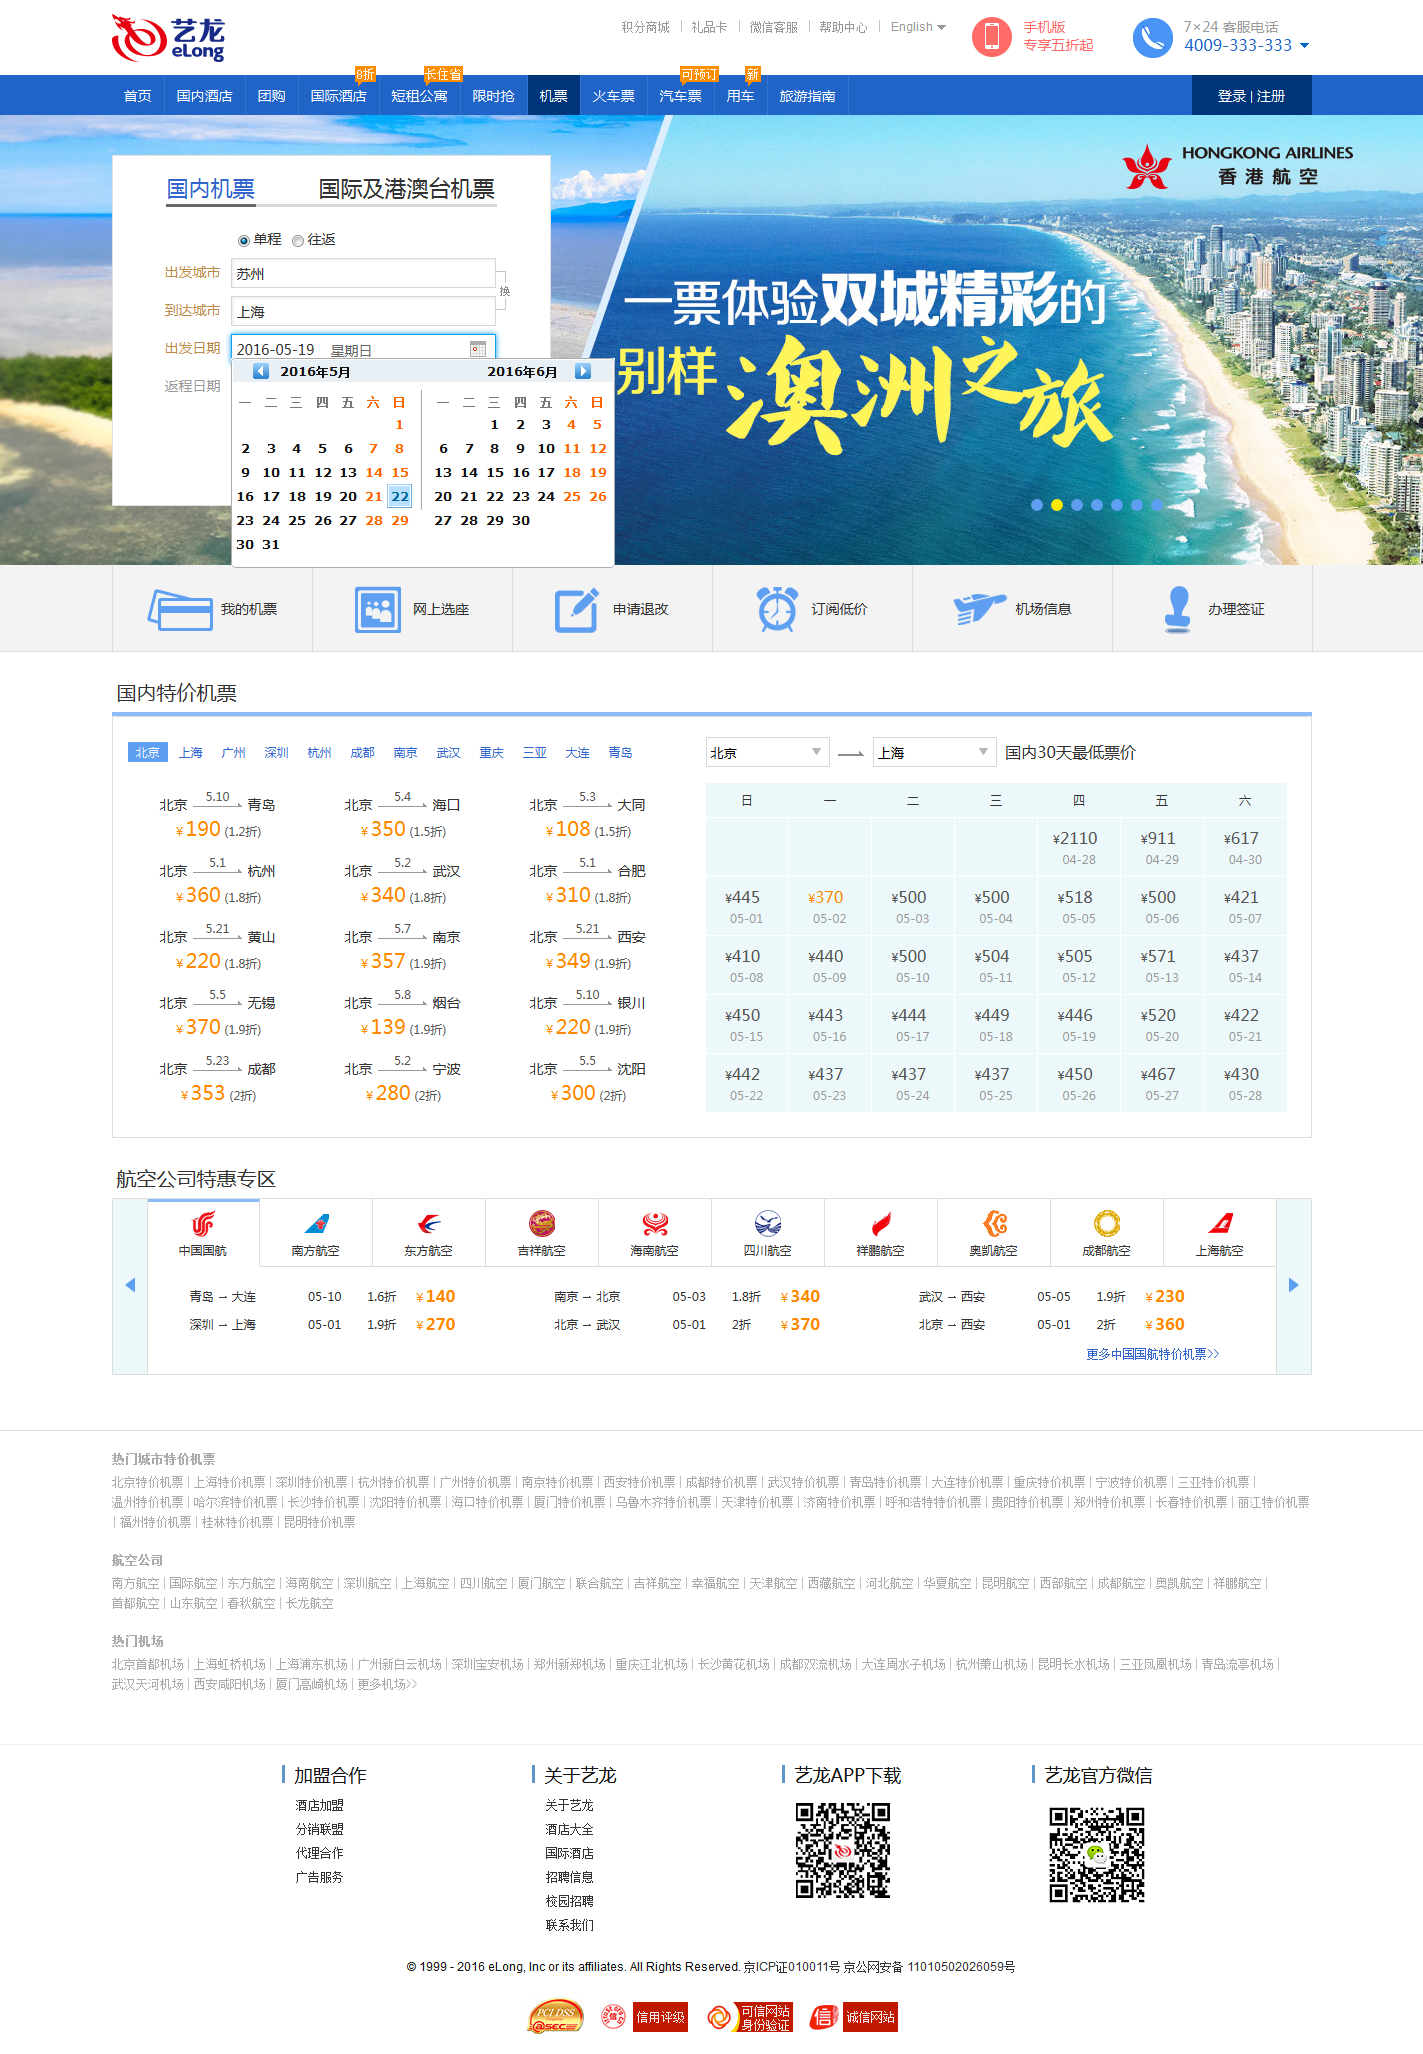 艺龙
eLong
积分商城 | 礼品卡 | 微信客服 | 帮助中心 | English
手机版
专享五折起
7×24 客服电话
4009-333-333
8折 长住省 可预订 新
首页 国内酒店 团购 国际酒店 短租公寓 限时抢 机票 火车票 汽车票 用车 旅游指南 登录 | 注册
HONGKONG AIRLINES
香港航空
国内机票 国际及港澳台机票
单程 往返
出发城市 苏州
换
到达城市 上海
出发日期 2016-05-19 星期日
返程日期
一票体验双城精彩的
别样澳洲之旅
2016年5月 2016年6月
一 二 三 四 五 六 日 一 二 三 四 五 六 日
1 1 2 3 4 5
2 3 4 5 6 7 8 6 7 8 9 10 11 12
9 10 11 12 13 14 15 13 14 15 16 17 18 19
16 17 18 19 20 21 22 20 21 22 23 24 25 26
23 24 25 26 27 28 29 27 28 29 30
30 31
我的机票 网上选座 申请退改 订阅低价 机场信息 办理签证
国内特价机票
北京 上海 广州 深圳 杭州 成都 南京 武汉 重庆 三亚 大连 青岛
北京 5.10 青岛 北京 5.4 海口 北京 5.3 大同
¥190 (1.2折) ¥350 (1.5折) ¥108 (1.5折)
北京 5.1 杭州 北京 5.2 武汉 北京 5.1 合肥
¥360 (1.8折) ¥340 (1.8折) ¥310 (1.8折)
北京 5.21 黄山 北京 5.7 南京 北京 5.21 西安
¥220 (1.8折) ¥357 (1.9折) ¥349 (1.9折)
北京 5.5 无锡 北京 5.8 烟台 北京 5.10 银川
¥370 (1.9折) ¥139 (1.9折) ¥220 (1.9折)
北京 5.23 成都 北京 5.2 宁波 北京 5.5 沈阳
¥353 (2折) ¥280 (2折) ¥300 (2折)
北京 上海 国内30天最低票价
日 一 二 三 四 五 六
¥2110 ¥911 ¥617
04-28 04-29 04-30
¥445 ¥370 ¥500 ¥500 ¥518 ¥500 ¥421
05-01 05-02 05-03 05-04 05-05 05-06 05-07
¥410 ¥440 ¥500 ¥504 ¥505 ¥571 ¥437
05-08 05-09 05-10 05-11 05-12 05-13 05-14
¥450 ¥443 ¥444 ¥449 ¥446 ¥520 ¥422
05-15 05-16 05-17 05-18 05-19 05-20 05-21
¥442 ¥437 ¥437 ¥437 ¥450 ¥467 ¥430
05-22 05-23 05-24 05-25 05-26 05-27 05-28
航空公司特惠专区
中国国航 南方航空 东方航空 吉祥航空 海南航空 四川航空 祥鹏航空 奥凯航空 成都航空 上海航空
青岛 → 大连 05-10 1.6折 ¥140 南京 → 北京 05-03 1.8折 ¥340 武汉 → 西安 05-05 1.9折 ¥230
深圳 → 上海 05-01 1.9折 ¥270 北京 → 武汉 05-01 2折 ¥370 北京 → 西安 05-01 2折 ¥360
更多中国国航特价机票>>
热门城市特价机票
北京特价机票 | 上海特价机票 | 深圳特价机票 | 杭州特价机票 | 广州特价机票 | 南京特价机票 | 西安特价机票 | 成都特价机票 | 武汉特价机票 | 青岛特价机票 | 大连特价机票 | 重庆特价机票 | 宁波特价机票 | 三亚特价机票 |
温州特价机票 | 哈尔滨特价机票 | 长沙特价机票 | 沈阳特价机票 | 海口特价机票 | 厦门特价机票 | 乌鲁木齐特价机票 | 天津特价机票 | 济南特价机票 | 呼和浩特特价机票 | 贵阳特价机票 | 郑州特价机票 | 长春特价机票 | 丽江特价机票
| 福州特价机票 | 桂林特价机票 | 昆明特价机票
航空公司
南方航空 | 国际航空 | 东方航空 | 海南航空 | 深圳航空 | 上海航空 | 四川航空 | 厦门航空 | 联合航空 | 吉祥航空 | 幸福航空 | 天津航空 | 西藏航空 | 河北航空 | 华夏航空 | 昆明航空 | 西部航空 | 成都航空 | 奥凯航空 | 祥鹏航空 |
首都航空 | 山东航空 | 春秋航空 | 长龙航空
热门机场
北京首都机场 | 上海虹桥机场 | 上海浦东机场 | 广州新白云机场 | 深圳宝安机场 | 郑州新郑机场 | 重庆江北机场 | 长沙黄花机场 | 成都双流机场 | 大连周水子机场 | 杭州萧山机场 | 昆明长水机场 | 三亚凤凰机场 | 青岛流亭机场 |
武汉天河机场 | 西安咸阳机场 | 厦门高崎机场 | 更多机场>>
加盟合作 关于艺龙 艺龙APP下载 艺龙官方微信
酒店加盟 关于艺龙
分销联盟 酒店大全
代理合作 国际酒店
广告服务 招聘信息
校园招聘
联系我们
© 1999 - 2016 eLong, Inc or its affiliates. All Rights Reserved. 京ICP证010011号 京公网安备 11010502026059号
PCI.DSS
@SEC
信用评级
可信网站
身份验证
信
诚信网站